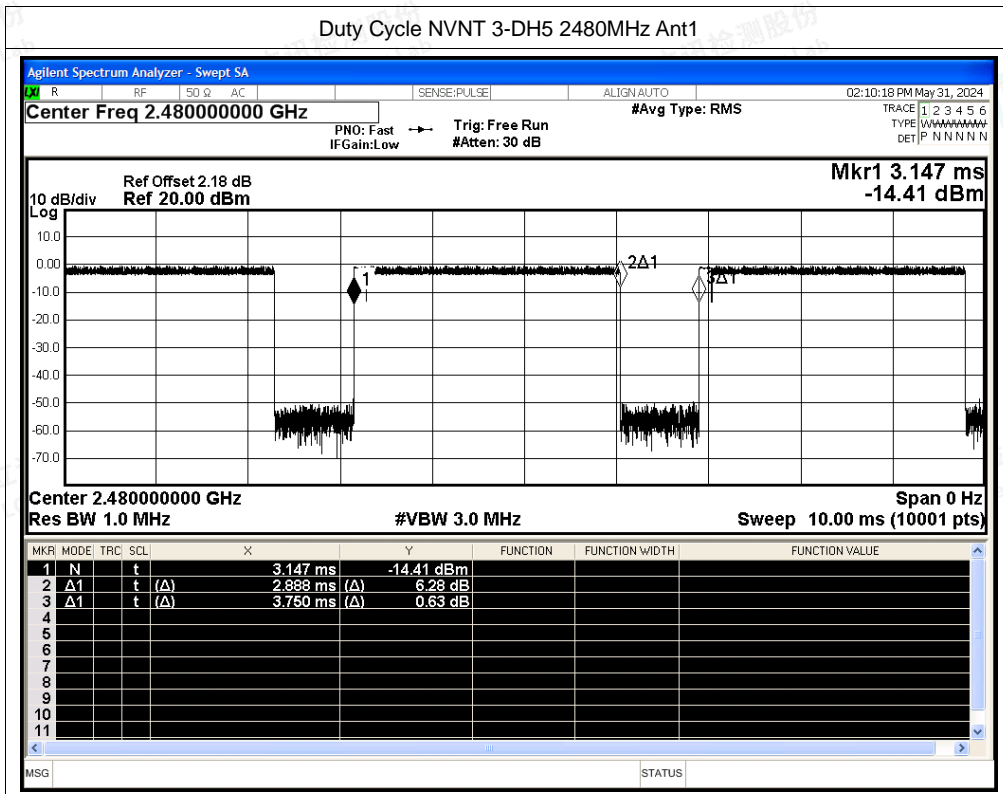 Duty Cycle NVNT 3-DH5 2480MHz Ant1
Agilent Spectrum Analyzer - Swept SA
LXI R RF 50 Ω AC SENSE:PULSE ALIGN AUTO 02:10:18 PM May 31, 2024
Center Freq 2.480000000 GHz #Avg Type: RMS TRACE 1 2 3 4 5 6
PNO: Fast Trig: Free Run TYPE
IFGain:Low #Atten: 30 dB DET P N N N N N
Mkr1 3.147 ms
Ref Offset 2.18 dB
10 dB/div Ref 20.00 dBm -14.41 dBm
Log
10.0
0.00
2Δ1
1 3Δ1
-10.0
-20.0
-30.0
-40.0
-50.0
-60.0
-70.0
Center 2.480000000 GHz Span 0 Hz
Res BW 1.0 MHz #VBW 3.0 MHz Sweep 10.00 ms (10001 pts)
MKR MODE TRC SCL X Y FUNCTION FUNCTION WIDTH FUNCTION VALUE
1 N t 3.147 ms -14.41 dBm
2 Δ1 t (Δ) 2.888 ms (Δ) 6.28 dB
3 Δ1 t (Δ) 3.750 ms (Δ) 0.63 dB
4
5
6
7
8
9
10
11
MSG STATUS